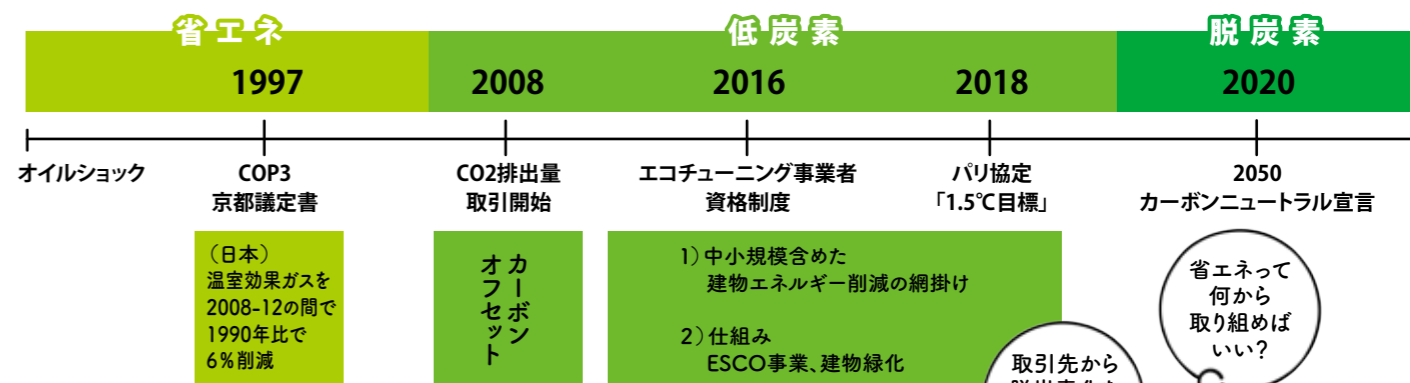 省エネ
低炭素
脱炭素
1997
2008
2016
2018
2020
オイルショック
COP3
京都議定書
CO2排出量
取引開始
エコチューニング事業者
資格制度
パリ協定
「1.5℃目標」
2050
カーボンニュートラル宣言
（日本）
温室効果ガスを
2008-12の間で
1990年比で
6％削減
カーボン
オフセット
1）中小規模含めた
建物エネルギー削減の網掛け
2）仕組み
ESCO事業、建物緑化
取引先から
省エネって
何から
取り組めば
いい？